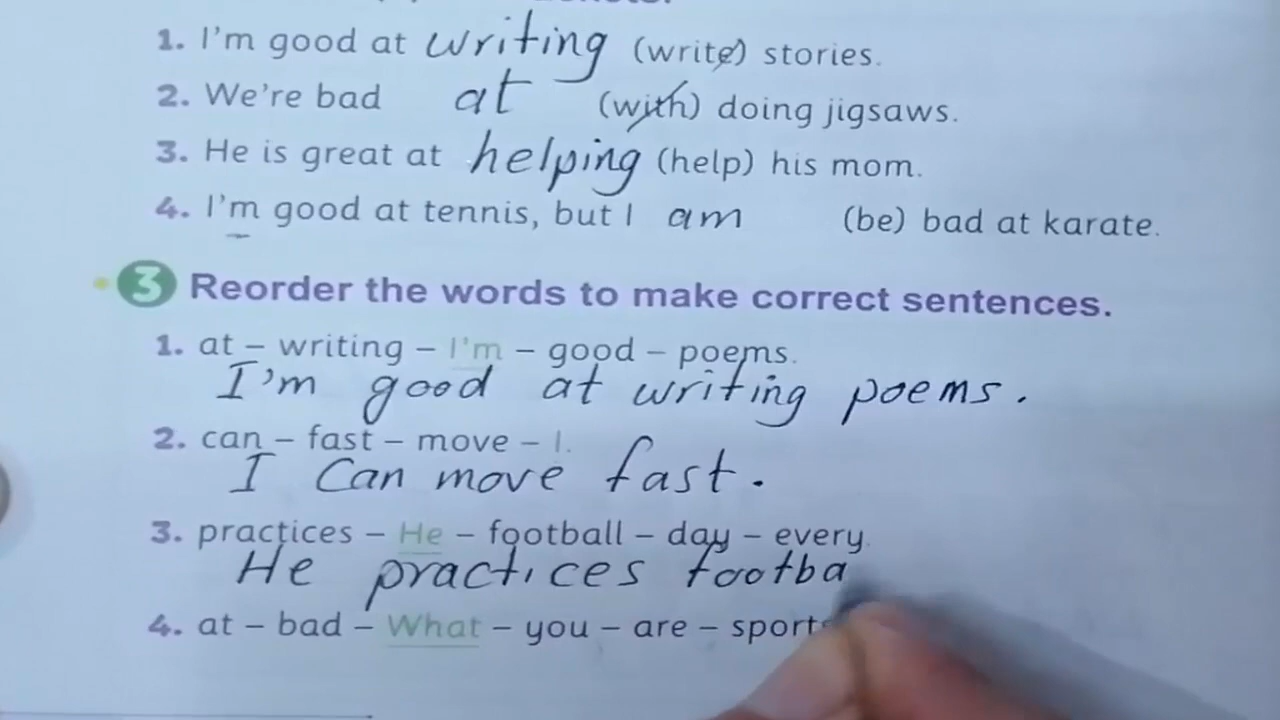 1. I'm good at writing (write) stories.
2. We're bad at (with) doing jigsaws.
3. He is great at helping (help) his mom.
4. I'm good at tennis, but I am (be) bad at karate.
3 Reorder the words to make correct sentences.
1. at – writing – I'm – good – poems.
I'm good at writing poems.
2. can – fast – move – I.
I Can move fast.
3. practices – He – football – day – every.
He practices footba
4. at – bad – What – you – are – sport